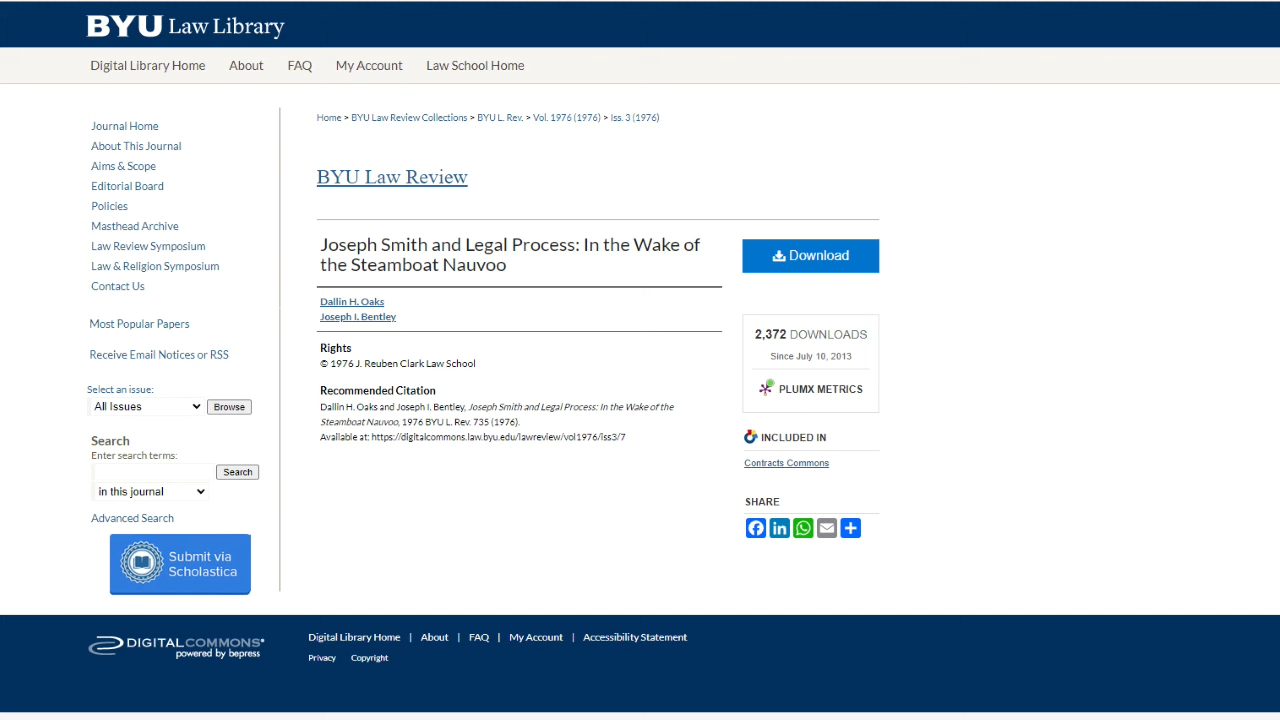 BYU Law Library
Digital Library Home About FAQ My Account Law School Home
Journal Home
About This Journal
Aims & Scope
Editorial Board
Policies
Masthead Archive
Law Review Symposium
Law & Religion Symposium
Contact Us
Most Popular Papers
Receive Email Notices or RSS
Select an issue:
All Issues Browse
Search
Enter search terms:
Search
in this journal
Advanced Search
Submit via
Scholastica
Home > BYU Law Review Collections > BYU L. Rev. > Vol. 1976 (1976) > Iss. 3 (1976)
BYU Law Review
Joseph Smith and Legal Process: In the Wake of
the Steamboat Nauvoo
Dallin H. Oaks
Joseph I. Bentley
Rights
© 1976 J. Reuben Clark Law School
Recommended Citation
Dallin H. Oaks and Joseph I. Bentley, Joseph Smith and Legal Process: In the Wake of the
Steamboat Nauvoo, 1976 BYU L. Rev. 735 (1976).
Available at: https://digitalcommons.law.byu.edu/lawreview/vol1976/iss3/7
Download
2,372 DOWNLOADS
Since July 10, 2013
PLUMX METRICS
INCLUDED IN
Contracts Commons
SHARE
DIGITALCOMMONS
powered by bepress
Digital Library Home | About | FAQ | My Account | Accessibility Statement
Privacy Copyright